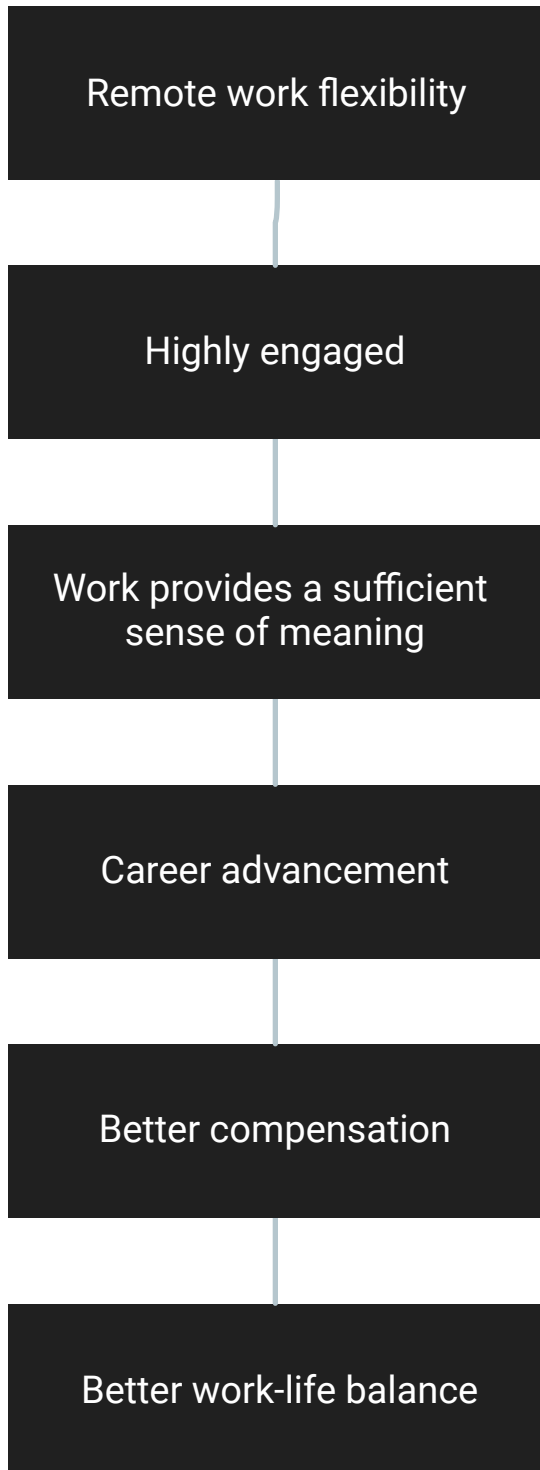 Remote work flexibility
Highly engaged
Work provides a sufficient
sense of meaning
Career advancement
Better compensation
Better work-life balance